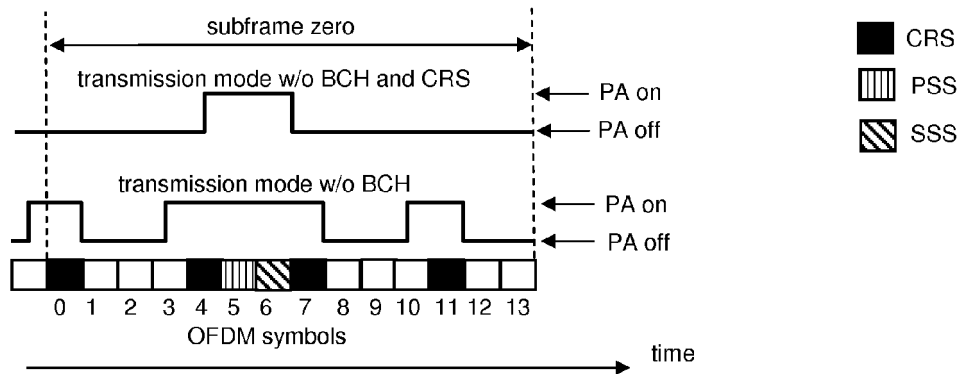 subframe zero
CRS
transmission mode w/o BCH and CRS
PSS
PA on
PA off
SSS
transmission mode w/o BCH
PA on
PA off
0 1 2 3 4 5 6 7 8 9 10 11 12 13
OFDM symbols
time